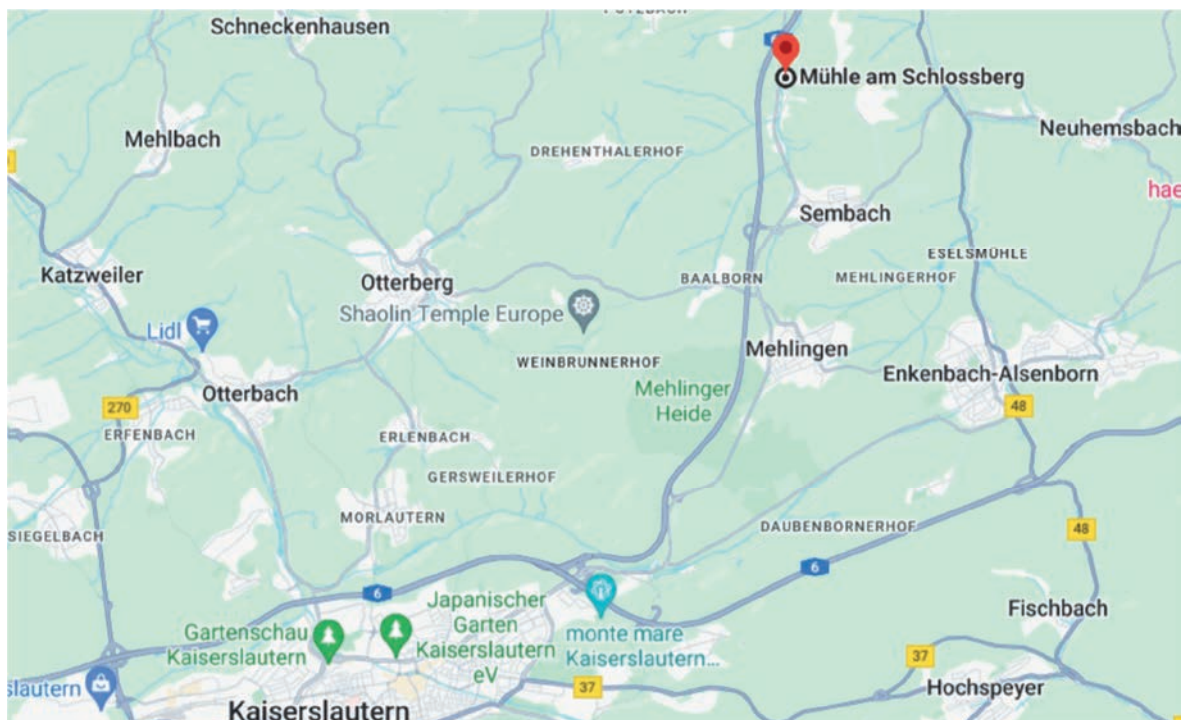 Schneckenhausen
Mühle am Schlossberg
Mehlbach
Neuhemsbach
DREHENTHALERHOF
hae
Sembach
ESELSMÜHLE
Katzweiler
Otterberg
BAALBORN
MEHLINGERHOF
Shaolin Temple Europe
Lidl
WEINBRUNNERHOF
Mehlingen
Enkenbach-Alsenborn
Otterbach
Mehlinger
Heide
270
48
ERFENBACH
ERLENBACH
GERSWEILERHOF
MORLAUTERN
DAUBENBORNERHOF
SIEGELBACH
48
6
6
Japanischer
Garten
Kaiserslautern
eV
Gartenschau
Kaiserslautern
monte mare
Kaiserslautern...
Fischbach
37
slautern
37
Hochspeyer
Kaiserslautern